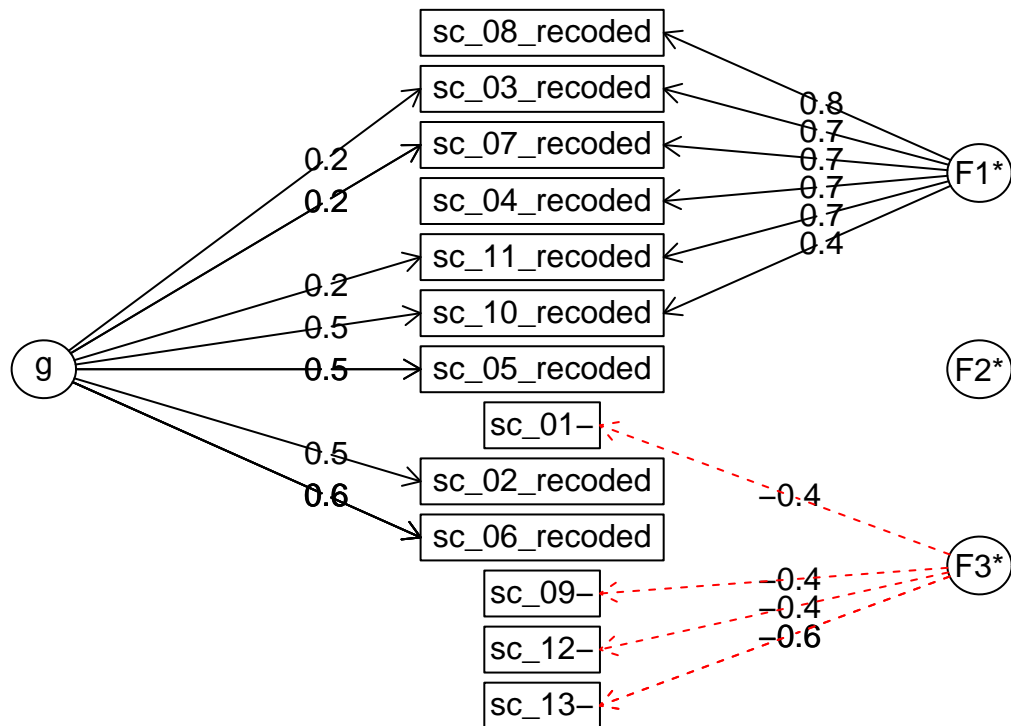 sc_08_recoded
sc_03_recoded
sc_07_recoded
sc_04_recoded
sc_11_recoded
sc_10_recoded
sc_05_recoded
sc_01–
sc_02_recoded
sc_06_recoded
sc_09–
sc_12–
sc_13–
g
0.2
0.2
0.2
0.5
0.5
0.5
0.6
F1*
0.8
0.7
0.7
0.7
0.7
0.4
F2*
F3*
–0.4
–0.4
–0.4
–0.6